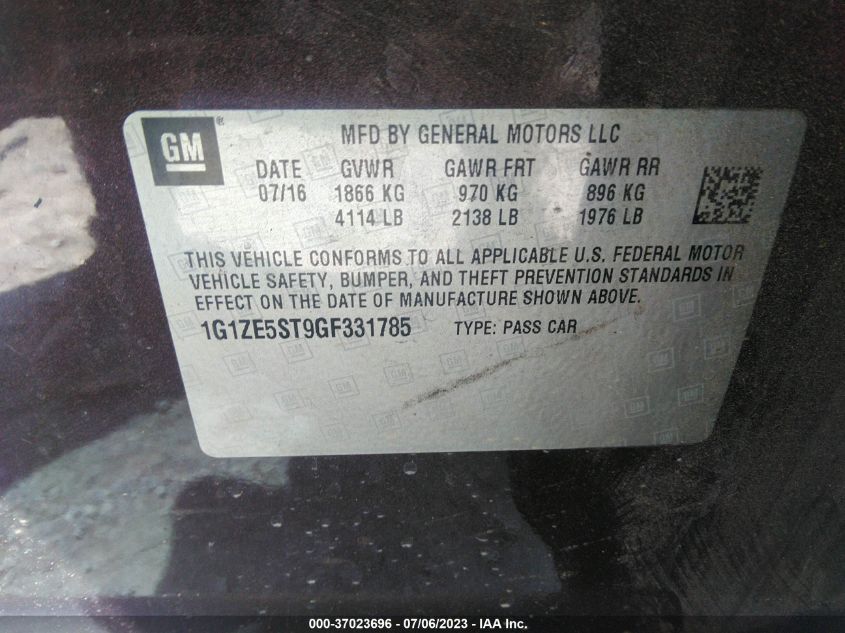 GM ®
MFD BY GENERAL MOTORS LLC
DATE GVWR GAWR FRT GAWR RR
07/16 1866 KG 970 KG 896 KG
4114 LB 2138 LB 1976 LB
THIS VEHICLE CONFORMS TO ALL APPLICABLE U.S. FEDERAL MOTOR
VEHICLE SAFETY, BUMPER, AND THEFT PREVENTION STANDARDS IN
EFFECT ON THE DATE OF MANUFACTURE SHOWN ABOVE.
1G1ZE5ST9GF331785 TYPE: PASS CAR
000-37023696 - 07/06/2023 - IAA Inc.